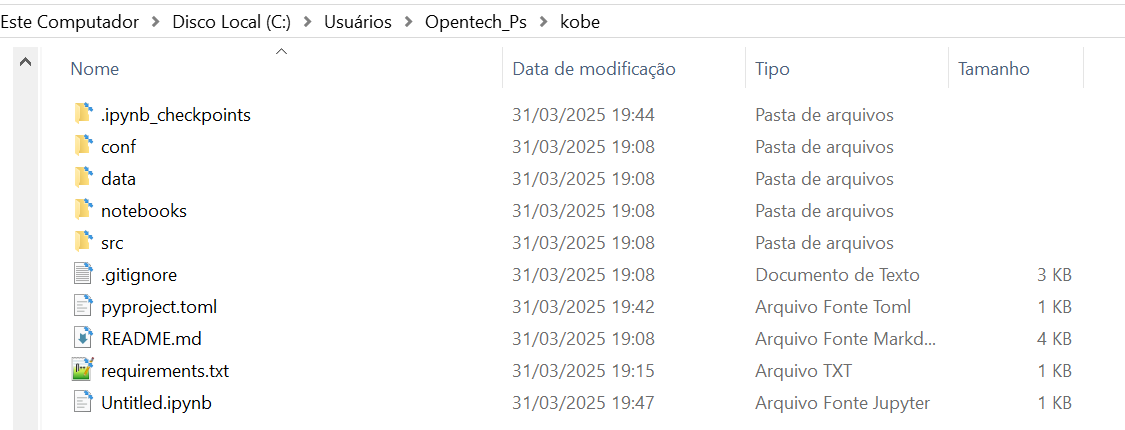 Este Computador > Disco Local (C:) > Usuários > Opentech_Ps > kobe
Nome Data de modificação Tipo Tamanho
.ipynb_checkpoints 31/03/2025 19:44 Pasta de arquivos
conf 31/03/2025 19:08 Pasta de arquivos
data 31/03/2025 19:08 Pasta de arquivos
notebooks 31/03/2025 19:08 Pasta de arquivos
src 31/03/2025 19:08 Pasta de arquivos
.gitignore 31/03/2025 19:08 Documento de Texto 3 KB
pyproject.toml 31/03/2025 19:42 Arquivo Fonte Toml 1 KB
README.md 31/03/2025 19:08 Arquivo Fonte Markd... 4 KB
requirements.txt 31/03/2025 19:15 Arquivo TXT 1 KB
Untitled.ipynb 31/03/2025 19:47 Arquivo Fonte Jupyter 1 KB